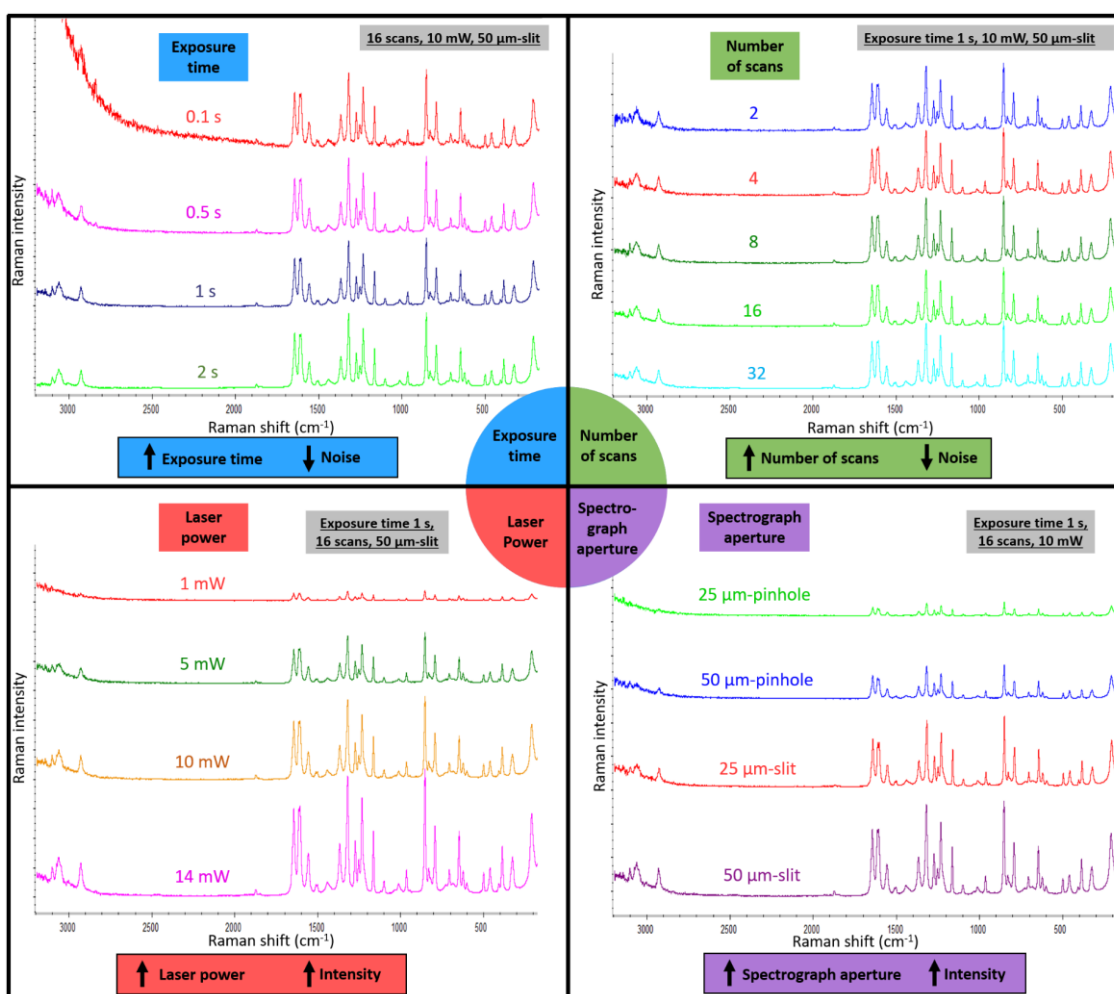 Exposure
time
16 scans, 10 mW, 50 µm-slit
0.1 s
0.5 s
1 s
2 s
Raman intensity
3000 2500 2000 1500 1000 500
Raman shift (cm-1)
↑ Exposure time ↓ Noise
Number
of scans
Exposure time 1 s, 10 mW, 50 µm-slit
2
4
8
16
32
Raman intensity
3000 2500 2000 1500 1000 500
Raman shift (cm-1)
↑ Number of scans ↓ Noise
Exposure
time
Number
of scans
Laser
Power
Spectro-
graph
aperture
Laser
power
Exposure time 1 s,
16 scans, 50 µm-slit
1 mW
5 mW
10 mW
14 mW
Raman intensity
3000 2500 2000 1500 1000 500
Raman shift (cm-1)
↑ Laser power ↑ Intensity
Spectrograph
aperture
Exposure time 1 s,
16 scans, 10 mW
25 µm-pinhole
50 µm-pinhole
25 µm-slit
50 µm-slit
Raman intensity
3000 2500 2000 1500 1000 500
Raman shift (cm-1)
↑ Spectrograph aperture ↑ Intensity